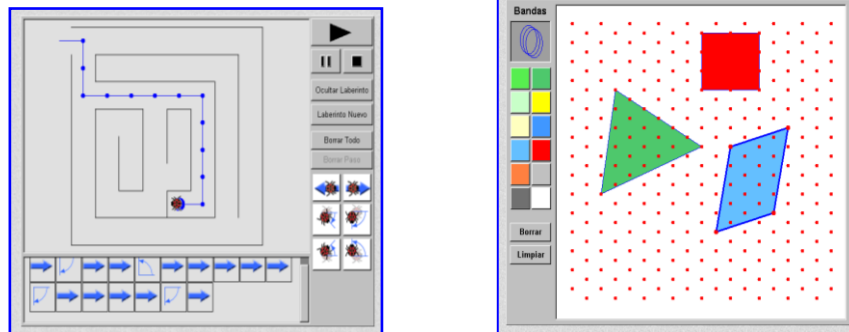 Ocultar Laberinto
Laberinto Nuevo
Borrar Todo
Borrar Paso
Bandas
Borrar
Limpiar